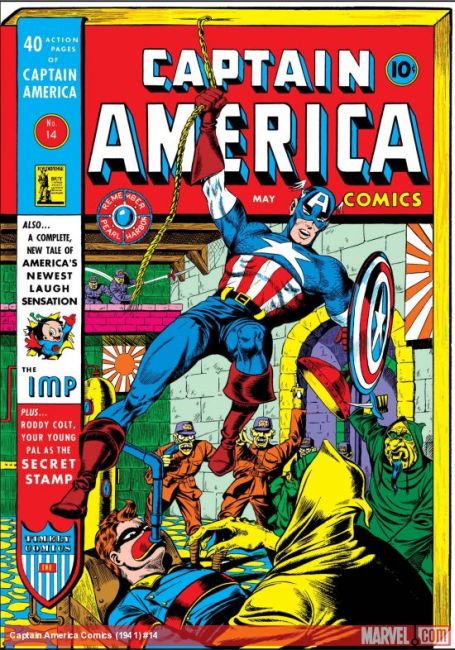 40 ACTION
PAGES
OF
CAPTAIN
AMERICA
No.
14
ALSO...
A COMPLETE,
NEW TALE OF
AMERICA'S
NEWEST
LAUGH
SENSATION
THE
IMP
PLUS...
RODDY COLT,
YOUR YOUNG
PAL AS THE
SECRET
STAMP
TIMELY
COMICS
INC
CAPTAIN
AMERICA
COMICS
10¢
MAY
REMEMBER
PEARL HARBOR
A
Captain America Comics (1941) #14
MARVEL.com